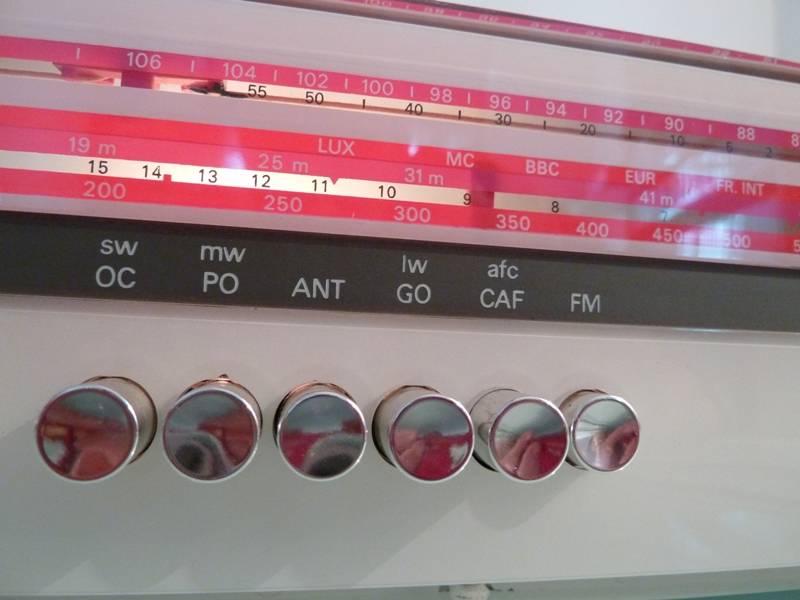 106 104 102 100 98 96 94 92 90 88
55 50 40 30 20 10 5 2
LUX MC BBC EUR FR. INT
19 m 25 m 31 m 41 m
15 14 13 12 11 10 9 8 7
200 250 300 350 400 450 500
sw mw lw afc
OC PO ANT GO CAF FM